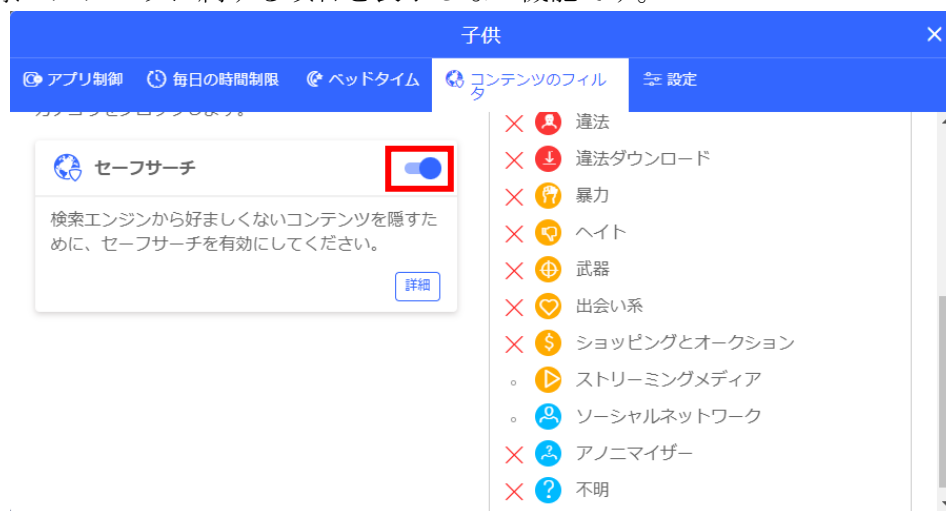 子供
アプリ制御 毎日の時間制限 ベッドタイム コンテンツのフィルタ 設定
セーフサーチ
検索エンジンから好ましくないコンテンツを隠すた
めに、セーフサーチを有効にしてください。
詳細
違法
違法ダウンロード
暴力
ヘイト
武器
出会い系
ショッピングとオークション
ストリーミングメディア
ソーシャルネットワーク
アノニマイザー
不明